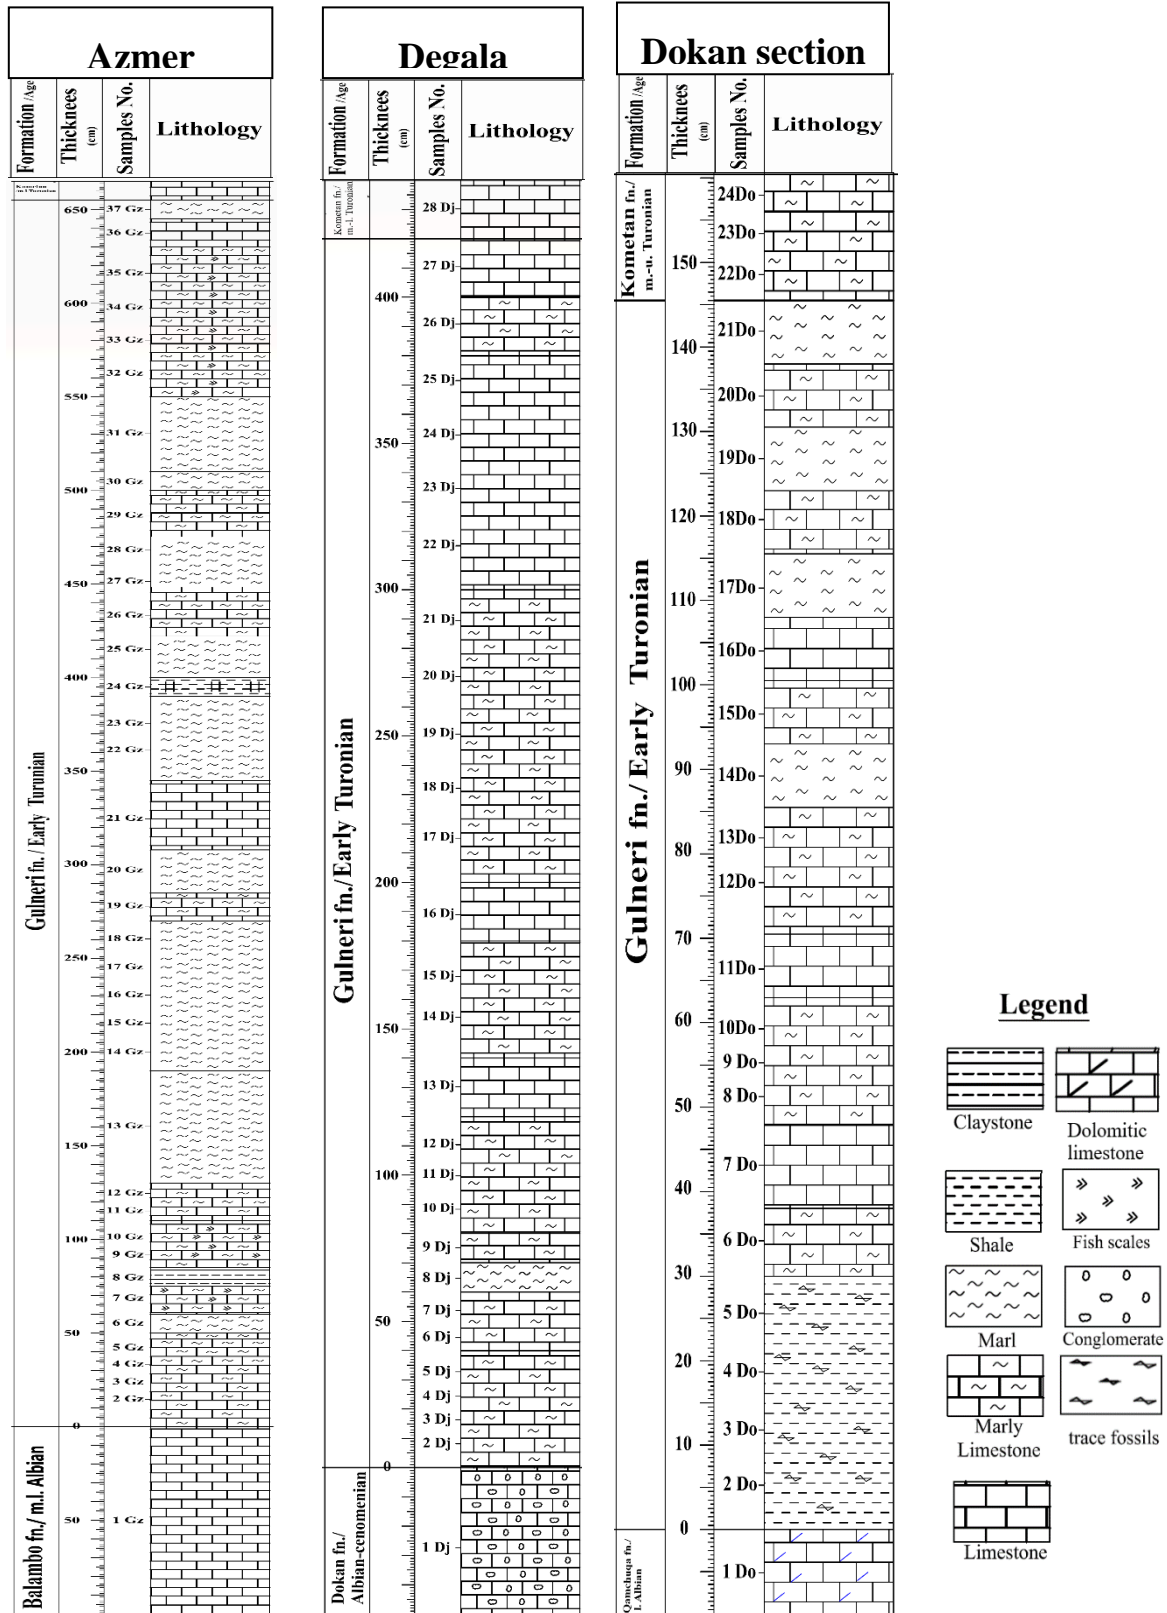 Azmer
Formation /Age
Thicknees
(cm)
Samples No.
Lithology
Kometan
m-l Turonian
650
600
550
500
450
400
350
300
250
200
150
100
50
0
50
37 Gz
36 Gz
35 Gz
34 Gz
33 Gz
32 Gz
31 Gz
30 Gz
29 Gz
28 Gz
27 Gz
26 Gz
25 Gz
24 Gz
23 Gz
22 Gz
21 Gz
20 Gz
19 Gz
18 Gz
17 Gz
16 Gz
15 Gz
14 Gz
13 Gz
12 Gz
11 Gz
10 Gz
9 Gz
8 Gz
7 Gz
6 Gz
5 Gz
4 Gz
3 Gz
2 Gz
1 Gz
Gulneri fn. / Early Turunian
Balambo fn./ m.l. Albian
Degala
Formation /Age
Thicknees
(cm)
Samples No.
Lithology
Kometan fn./
m.-l. Turonian
400
350
300
250
200
150
100
50
0
28 Dj
27 Dj
26 Dj
25 Dj
24 Dj
23 Dj
22 Dj
21 Dj
20 Dj
19 Dj
18 Dj
17 Dj
16 Dj
15 Dj
14 Dj
13 Dj
12 Dj
11 Dj
10 Dj
9 Dj
8 Dj
7 Dj
6 Dj
5 Dj
4 Dj
3 Dj
2 Dj
1 Dj
Gulneri fn./Early Turonian
Dokan fn./
Albian-cenomenian
Dokan section
Formation /Age
Thicknees
(cm)
Samples No.
Lithology
Kometan fn./
m.-u. Turonian
150
140
130
120
110
100
90
80
70
60
50
40
30
20
10
0
24Do
23Do
22Do
21Do
20Do
19Do
18Do
17Do
16Do
15Do
14Do
13Do
12Do
11Do
10Do
9 Do
8 Do
7 Do
6 Do
5 Do
4 Do
3 Do
2 Do
1 Do
Gulneri fn./Early Turonian
Qamchuqa fn./
l. Albian
Legend
Claystone
Dolomitic
limestone
Shale
Fish scales
Marl
Conglomerate
Marly
Limestone
trace fossils
Limestone